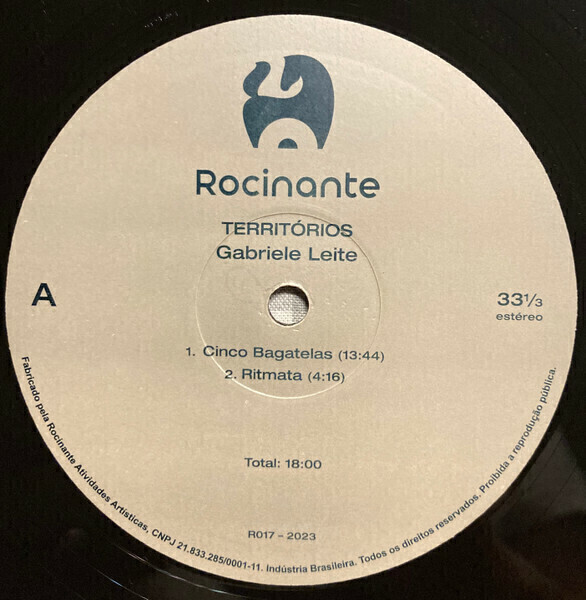 Rocinante
TERRITÓRIOS
Gabriele Leite
A
33 1/3
estéreo
1. Cinco Bagatelas (13:44)
2. Ritmata (4:16)
Total: 18:00
R017 – 2023
Fabricado pela Rocinante Atividades Artísticas, CNPJ 21.833.285/0001-11. Indústria Brasileira. Todos os direitos reservados. Proibida a reprodução pública.